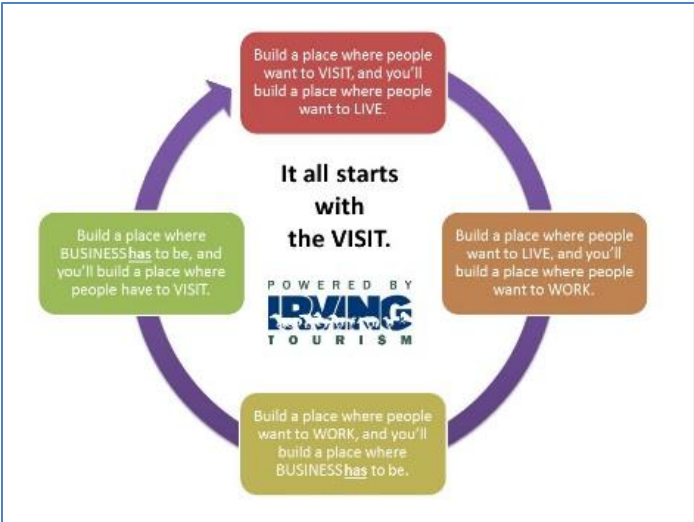 Build a place where people
want to VISIT, and you'll
build a place where people
want to LIVE.
It all starts
with
the VISIT.
Build a place where
BUSINESS has to be, and
you'll build a place where
people have to VISIT.
Build a place where people
want to LIVE, and you'll
build a place where people
want to WORK.
POWERED BY
IRVING
TOURISM
Build a place where people
want to WORK, and you'll
build a place where
BUSINESS has to be.